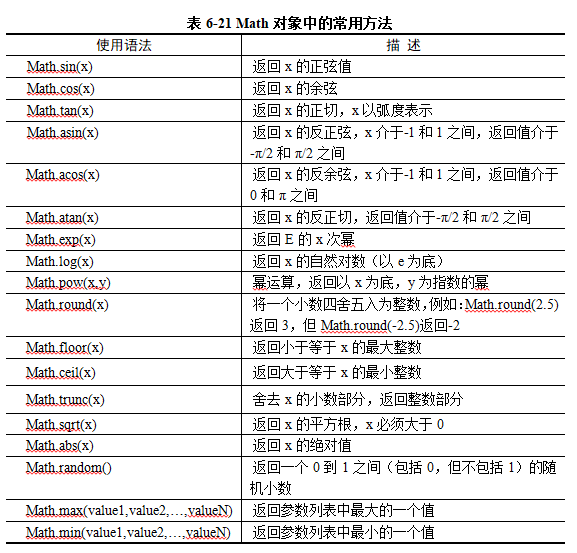 表 6-21 Math 对象中的常用方法
使用语法 描 述
Math.sin(x) 返回 x 的正弦值
Math.cos(x) 返回 x 的余弦
Math.tan(x) 返回 x 的正切，x 以弧度表示
Math.asin(x) 返回 x 的反正弦，x 介于-1 和 1 之间，返回值介于
-π/2 和 π/2 之间
Math.acos(x) 返回 x 的反余弦，x 介于-1 和 1 之间，返回值介于
0 和 π 之间
Math.atan(x) 返回 x 的反正切，返回值介于-π/2 和 π/2 之间
Math.exp(x) 返回 E 的 x 次幂
Math.log(x) 返回 x 的自然对数（以 e 为底）
Math.pow(x,y) 幂运算，返回以 x 为底，y 为指数的幂
Math.round(x) 将一个小数四舍五入为整数，例如：Math.round(2.5)
返回 3，但 Math.round(-2.5)返回-2
Math.floor(x) 返回小于等于 x 的最大整数
Math.ceil(x) 返回大于等于 x 的最小整数
Math.trunc(x) 舍去 x 的小数部分，返回整数部分
Math.sqrt(x) 返回 x 的平方根，x 必须大于 0
Math.abs(x) 返回 x 的绝对值
Math.random() 返回一个 0 到 1 之间（包括 0，但不包括 1）的随
机小数
Math.max(value1,value2,…,valueN) 返回参数列表中最大的一个值
Math.min(value1,value2,…,valueN) 返回参数列表中最小的一个值